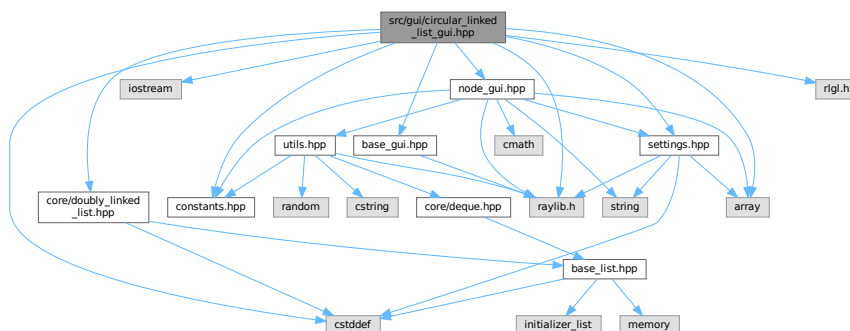 src/gui/circular_linked
_list_gui.hpp
iostream
node_gui.hpp
rlgl.h
utils.hpp
base_gui.hpp
cmath
settings.hpp
core/doubly_linked
_list.hpp
constants.hpp
random
cstring
core/deque.hpp
raylib.h
string
array
base_list.hpp
cstddef
initializer_list
memory